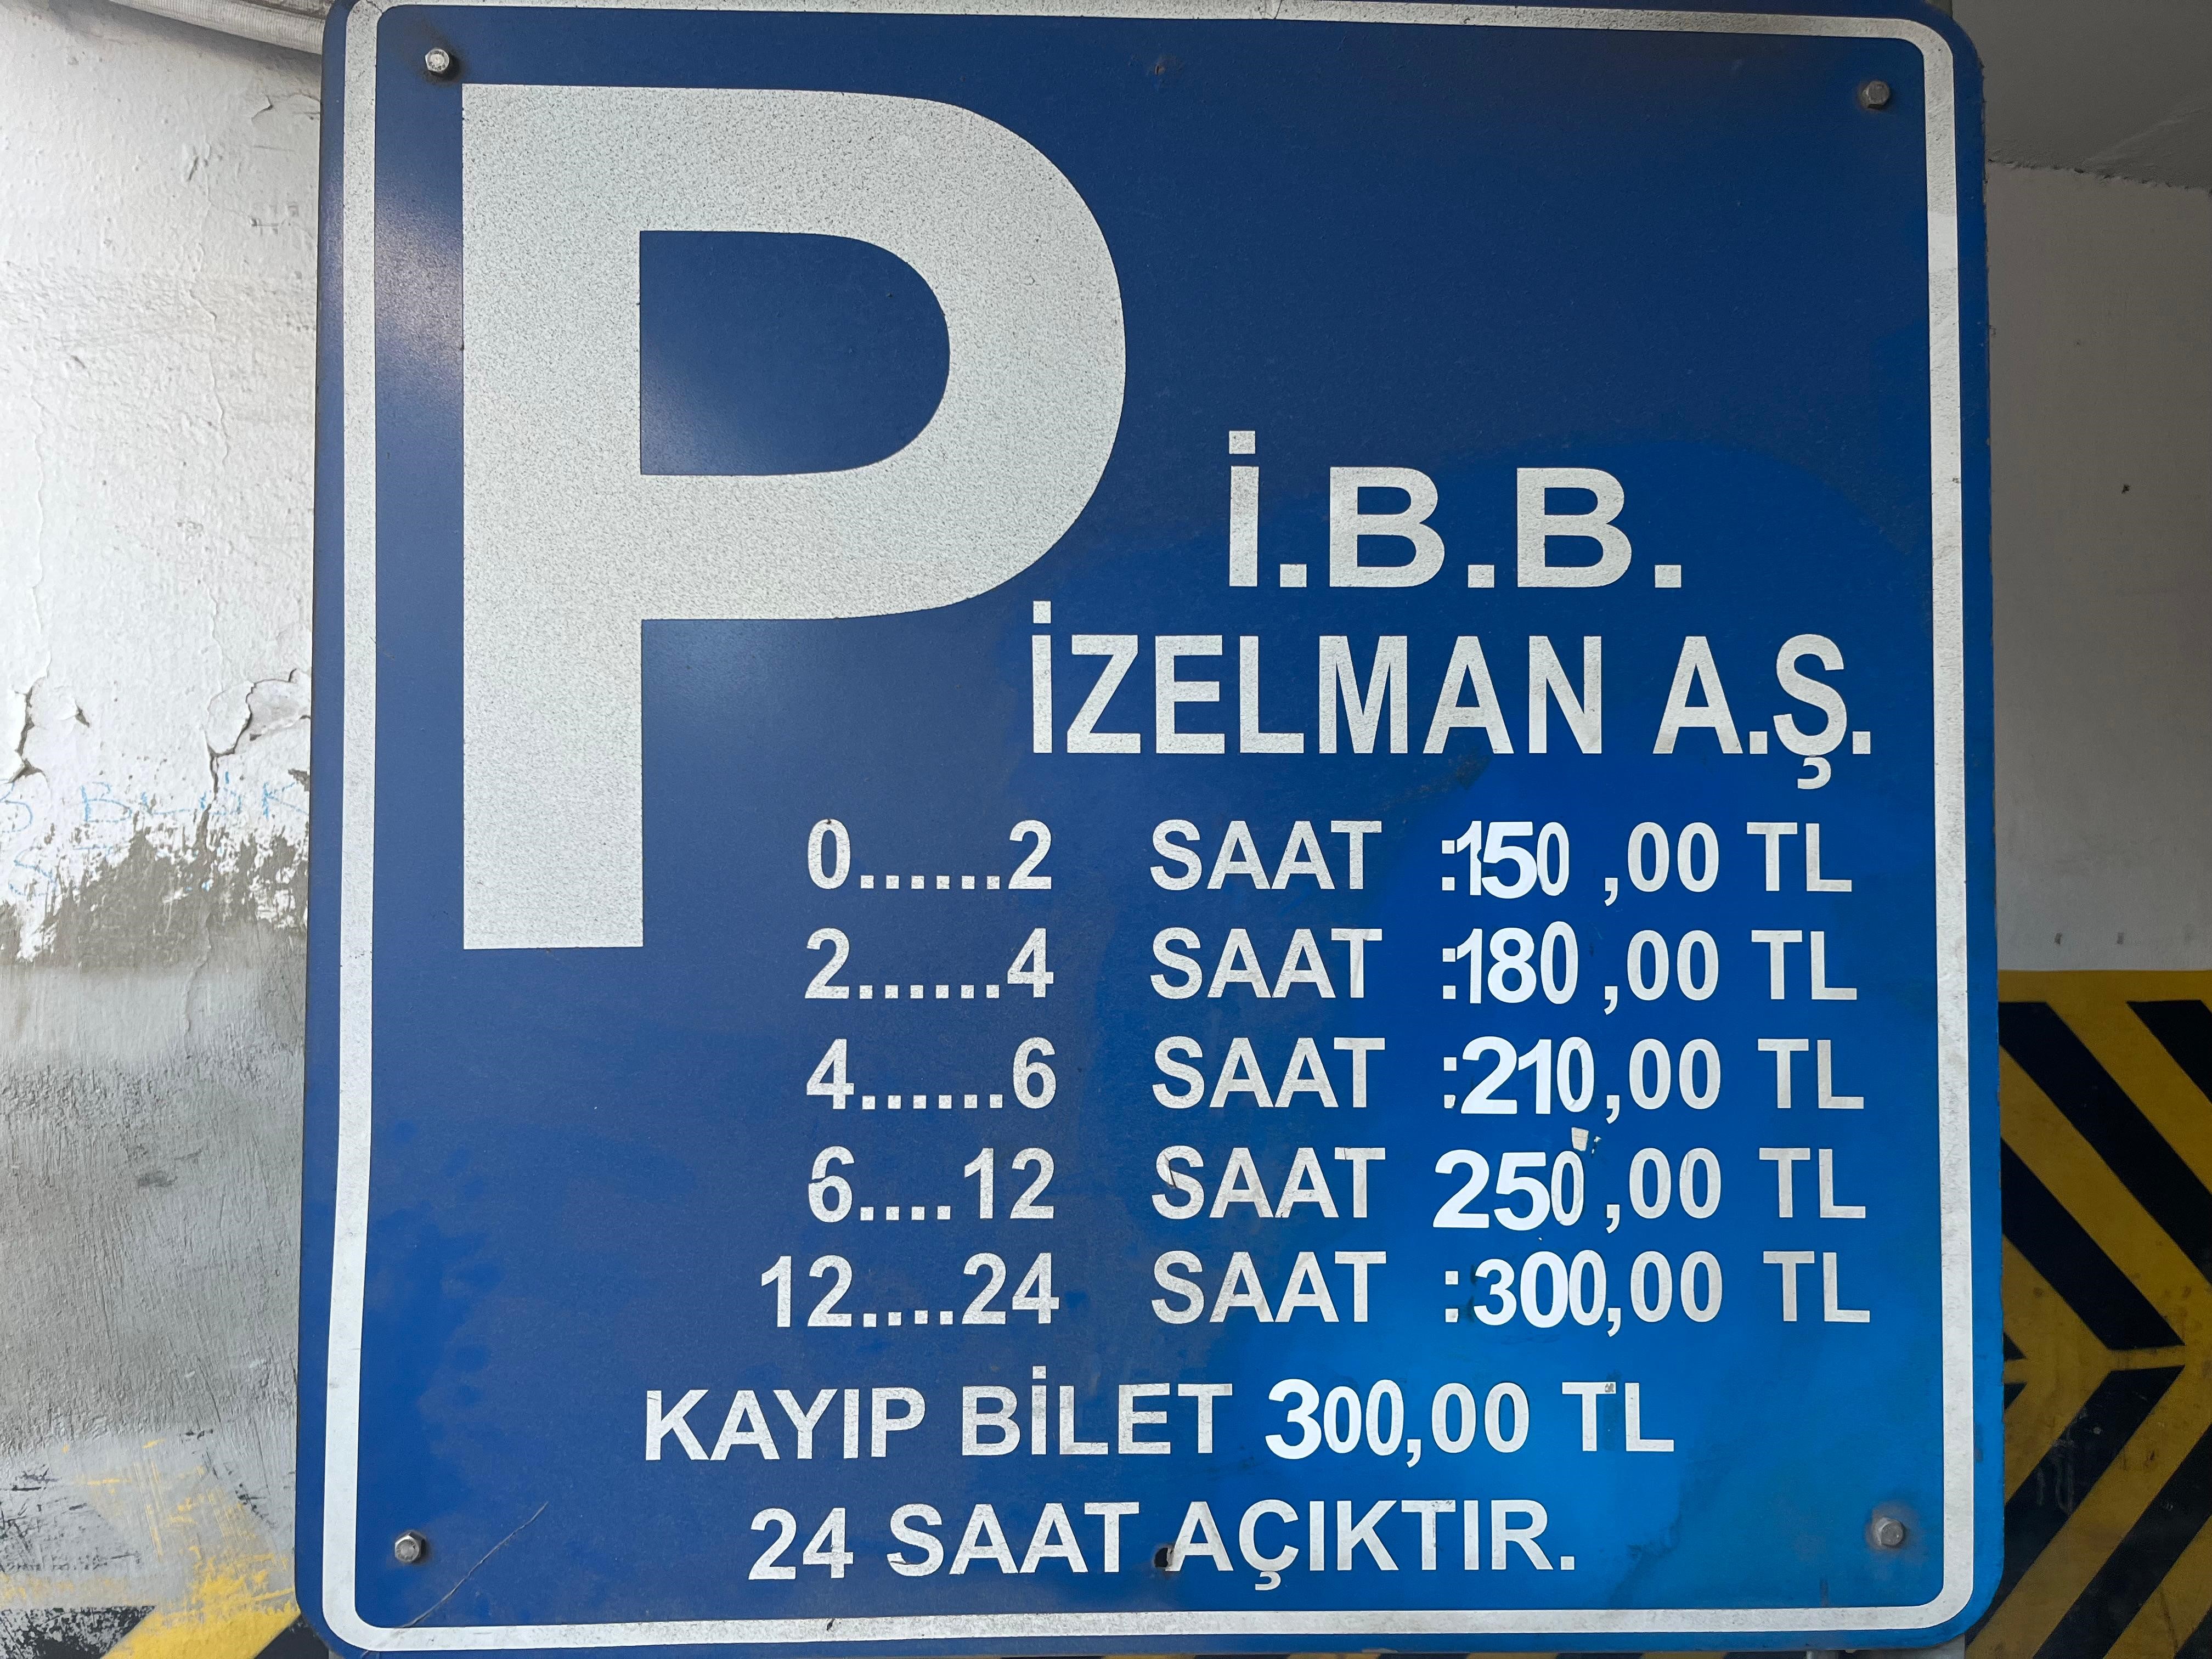 P
İ.B.B.
İZELMAN A.Ş.
0......2 SAAT :150 ,00 TL
2......4 SAAT :180 ,00 TL
4......6 SAAT :210,00 TL
6....12 SAAT 250,00 TL
12....24 SAAT :300,00 TL
KAYIP BİLET 300,00 TL
24 SAAT AÇIKTIR.